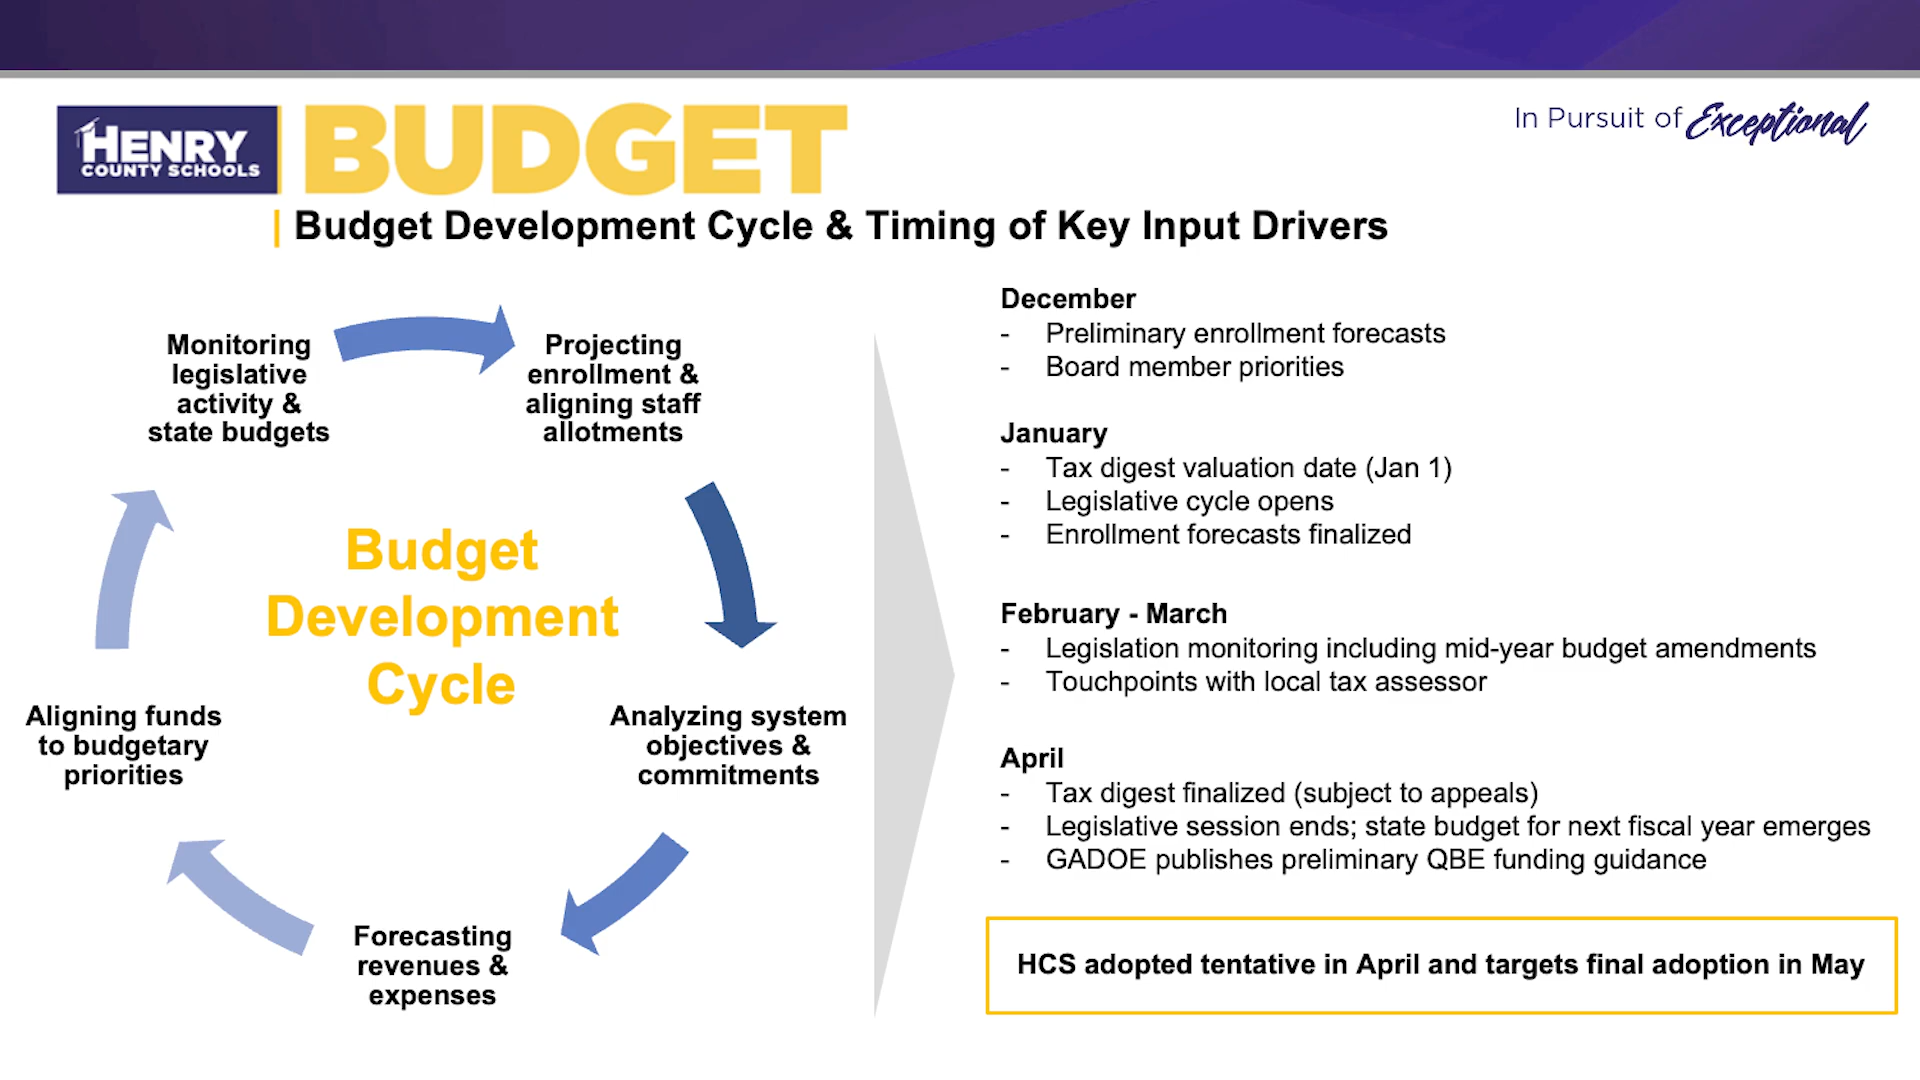 HENRY
COUNTY SCHOOLS
BUDGET
In Pursuit of Exceptional
Budget Development Cycle & Timing of Key Input Drivers
Monitoring
legislative
activity &
state budgets
Projecting
enrollment &
aligning staff
allotments
Budget
Development
Cycle
Aligning funds
to budgetary
priorities
Analyzing system
objectives &
commitments
Forecasting
revenues &
expenses
December
- Preliminary enrollment forecasts
- Board member priorities
January
- Tax digest valuation date (Jan 1)
- Legislative cycle opens
- Enrollment forecasts finalized
February - March
- Legislation monitoring including mid-year budget amendments
- Touchpoints with local tax assessor
April
- Tax digest finalized (subject to appeals)
- Legislative session ends; state budget for next fiscal year emerges
- GADOE publishes preliminary QBE funding guidance
HCS adopted tentative in April and targets final adoption in May